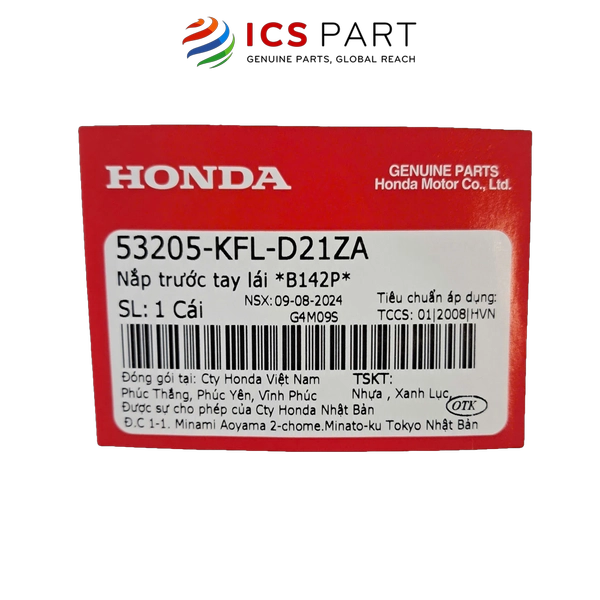 ICS PART
GENUINE PARTS, GLOBAL REACH
HONDA
GENUINE PARTS
Honda Motor Co., Ltd.
53205-KFL-D21ZA
Nắp trước tay lái *B142P*
SL: 1 Cái
NSX: 09-08-2024
G4M09S
Tiêu chuẩn áp dụng:
TCCS: 01|2008|HVN
Đóng gói tại: Cty Honda Việt Nam
Phúc Thắng, Phúc Yên, Vĩnh Phúc
TSKT:
Nhựa , Xanh Lục,
Được sự cho phép của Cty Honda Nhật Bản
OTK
Đ.C 1-1. Minami Aoyama 2-chome.Minato-ku Tokyo Nhật Bản